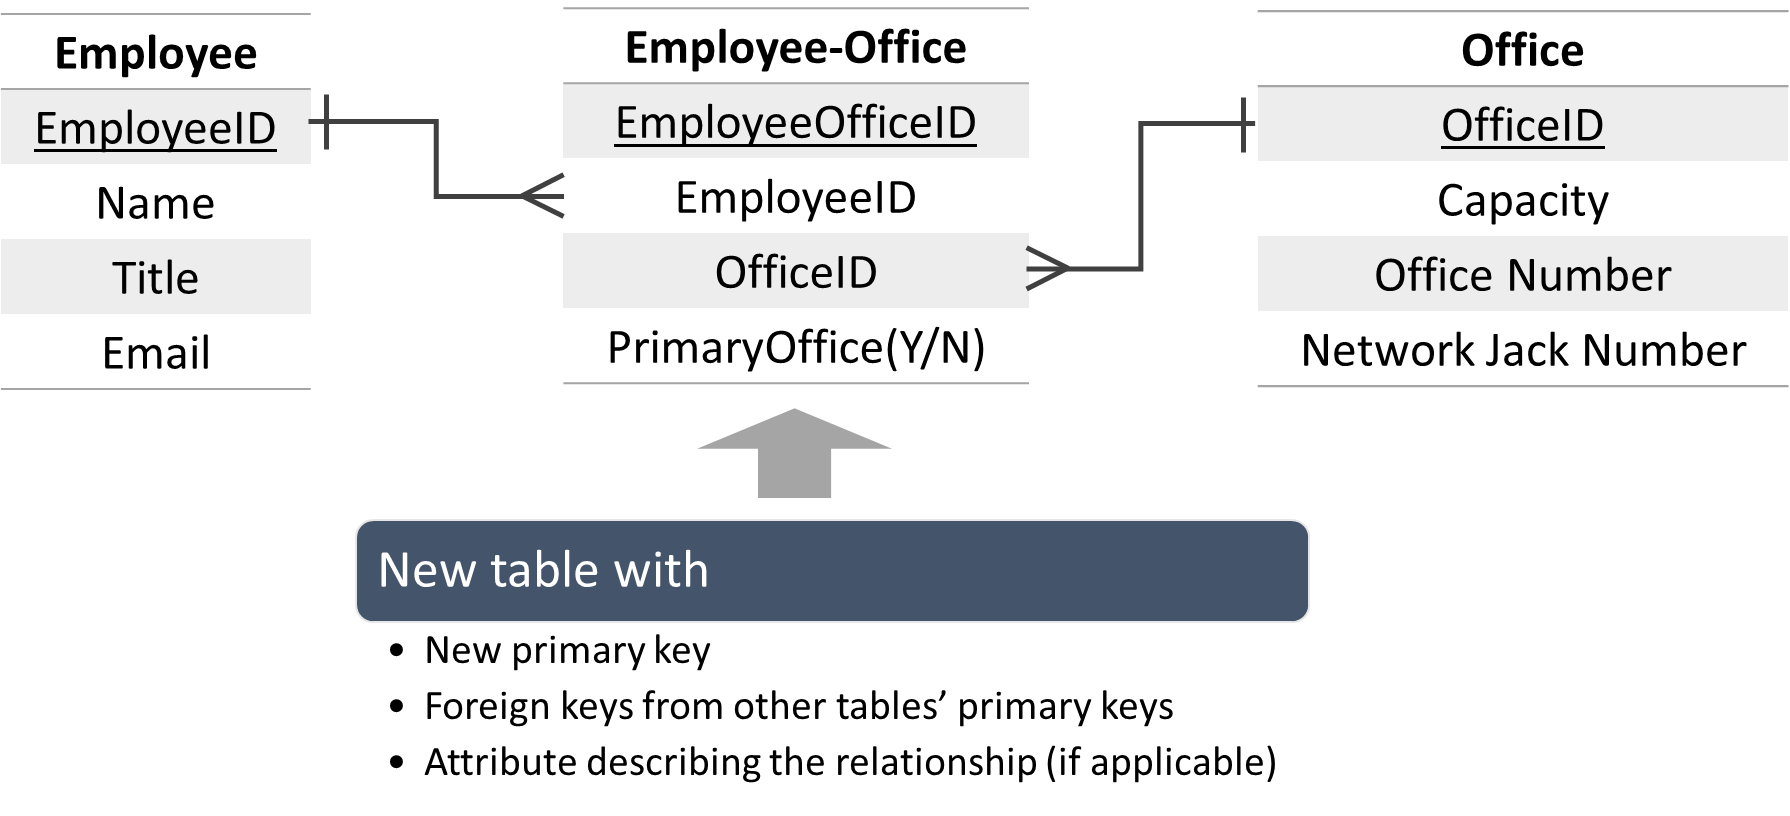 Employee
EmployeeID
Name
Title
Email
Employee-Office
EmployeeOfficeID
EmployeeID
OfficeID
PrimaryOffice(Y/N)
Office
OfficeID
Capacity
Office Number
Network Jack Number
New table with
• New primary key
• Foreign keys from other tables’ primary keys
• Attribute describing the relationship (if applicable)